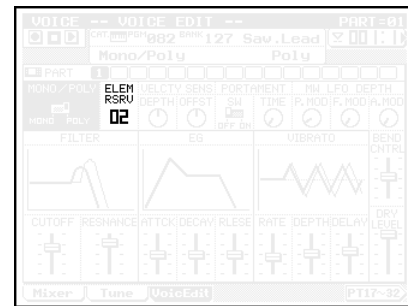 VOICE -- VOICE EDIT -- PART=01
CAT PGM 082 BANK 127 Saw.Lead
Mono/Poly Poly
PART 1
MONO/POLY ELEM RSRV VELCTY SENS PORTAMENT MW LFO DEPTH
DEPTH OFFST SW TIME P.MOD F.MOD A.MOD
MONO POLY 02 OFF ON
FILTER EG VIBRATO BEND CNTRL
CUTOFF RESNANCE ATTCK DECAY RLESE RATE DEPTH DELAY DRY LEVEL
Mixer Tune VoicEdit PT17~32